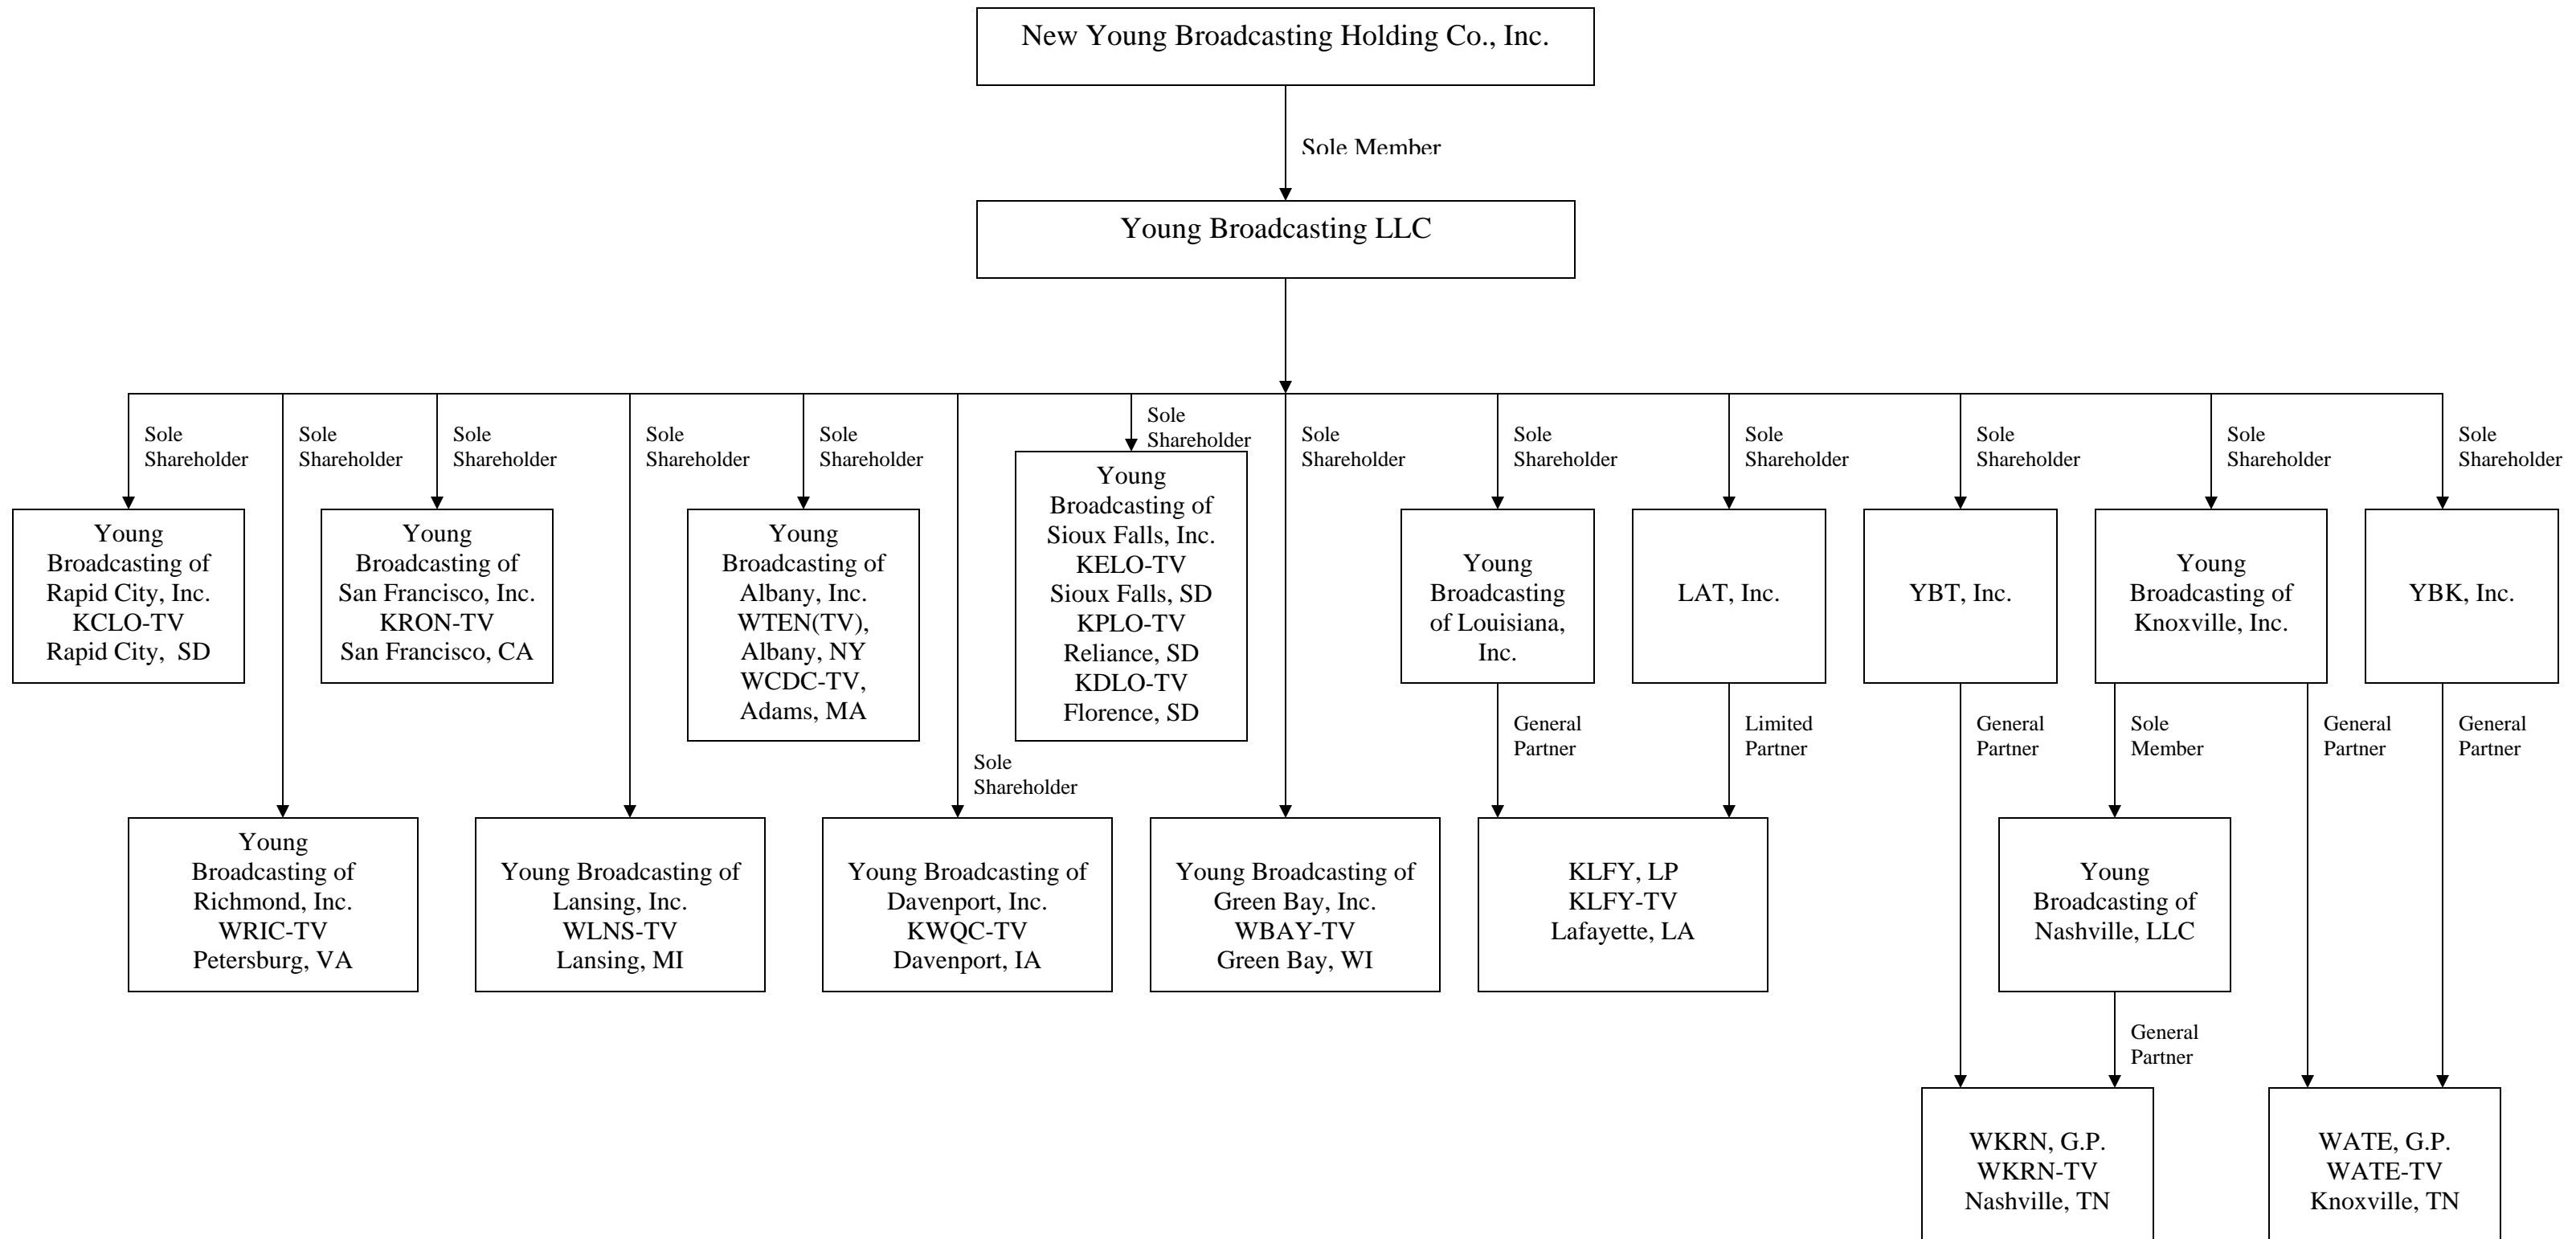 New Young Broadcasting Holding Co., Inc.
Sole Member
Young Broadcasting LLC
Sole
Shareholder
Sole
Shareholder
Sole
Shareholder
Sole
Shareholder
Sole
Shareholder
Sole
Shareholder
Sole
Shareholder
Sole
Shareholder
Sole
Shareholder
Sole
Shareholder
Sole
Shareholder
Sole
Shareholder
Young
Broadcasting of
Rapid City, Inc.
KCLO-TV
Rapid City, SD
Young
Broadcasting of
San Francisco, Inc.
KRON-TV
San Francisco, CA
Young
Broadcasting of
Albany, Inc.
WTEN(TV),
Albany, NY
WCDC-TV,
Adams, MA
Young
Broadcasting of
Sioux Falls, Inc.
KELO-TV
Sioux Falls, SD
KPLO-TV
Reliance, SD
KDLO-TV
Florence, SD
Young
Broadcasting
of Louisiana,
Inc.
LAT, Inc.
YBT, Inc.
Young
Broadcasting of
Knoxville, Inc.
YBK, Inc.
Sole
Shareholder
General
Partner
Limited
Partner
General
Partner
Sole
Member
General
Partner
General
Partner
Young
Broadcasting of
Richmond, Inc.
WRIC-TV
Petersburg, VA
Young Broadcasting of
Lansing, Inc.
WLNS-TV
Lansing, MI
Young Broadcasting of
Davenport, Inc.
KWQC-TV
Davenport, IA
Young Broadcasting of
Green Bay, Inc.
WBAY-TV
Green Bay, WI
KLFY, LP
KLFY-TV
Lafayette, LA
Young
Broadcasting of
Nashville, LLC
General
Partner
WKRN, G.P.
WKRN-TV
Nashville, TN
WATE, G.P.
WATE-TV
Knoxville, TN